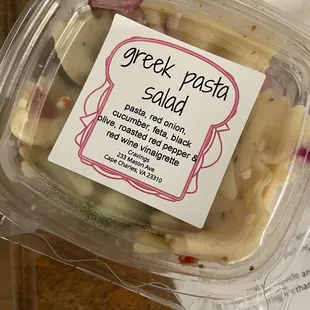 greek pasta
salad
pasta, red onion,
cucumber, feta, black
olive, roasted red pepper &
red wine vinaigrette
Cravings
233 Mason Ave
Cape Charles, VA 23310